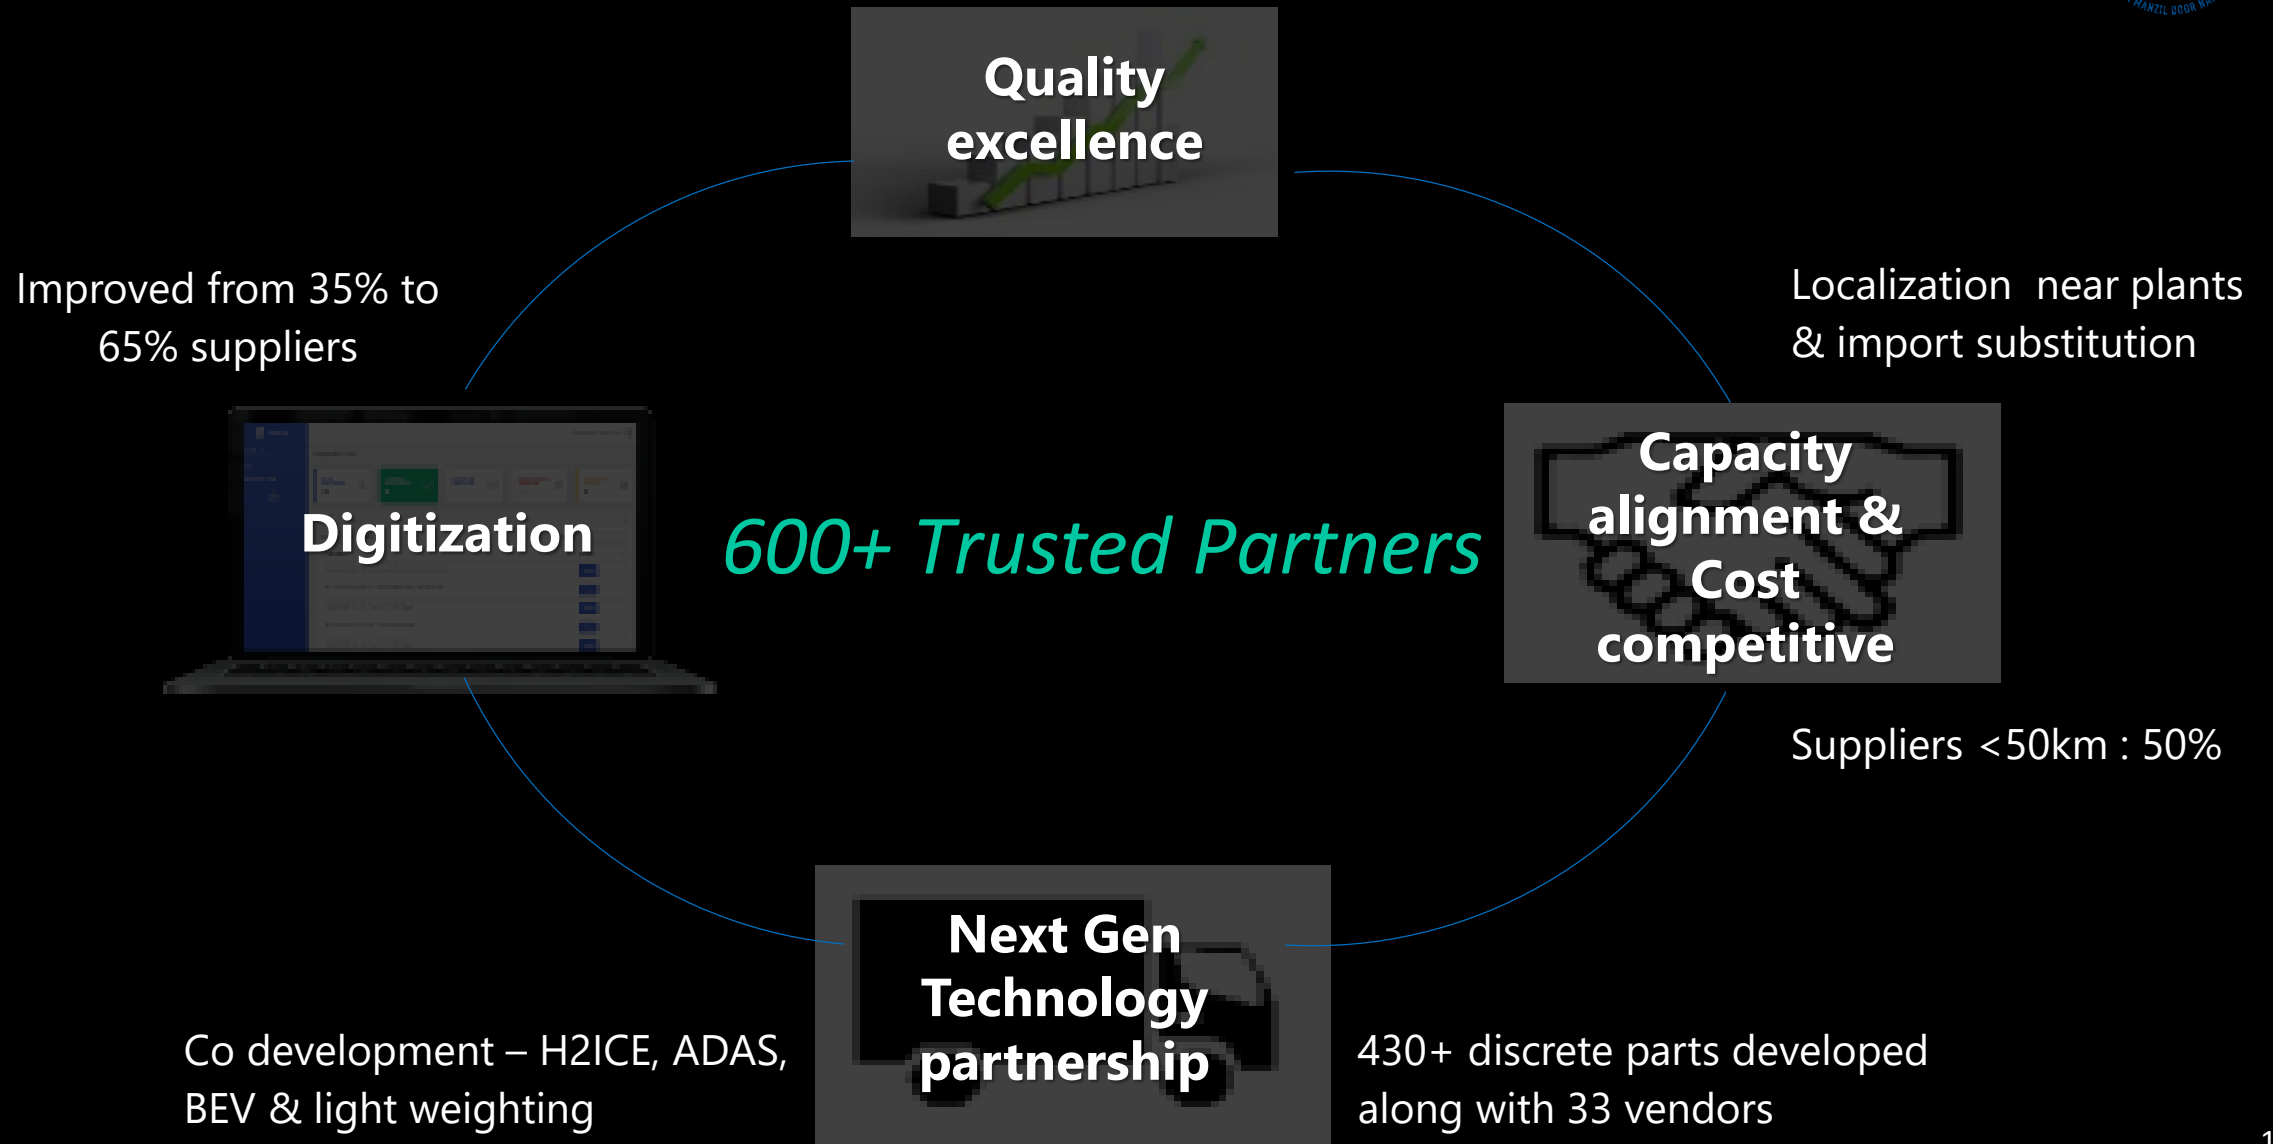 MANZIL DOOR
Quality
excellence
Improved from 35% to
65% suppliers
Localization near plants
& import substitution
Digitization
600+ Trusted Partners
Capacity
alignment &
Cost
competitive
Suppliers <50km : 50%
Next Gen
Technology
partnership
Co development – H2ICE, ADAS,
BEV & light weighting
430+ discrete parts developed
along with 33 vendors